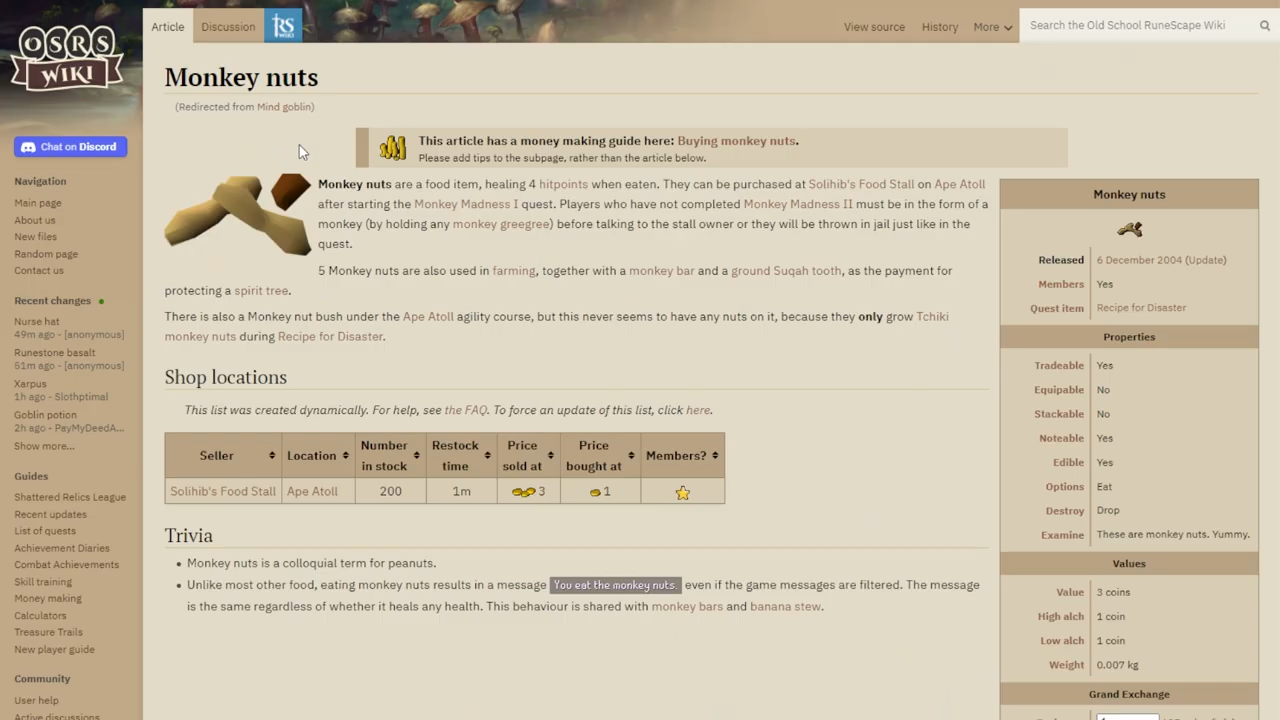 OSRS
WIKI
Article
Discussion
RS
WIKI
View source
History
More
Search the Old School RuneScape Wiki
Chat on Discord
Navigation
Main page
About us
New files
Random page
Contact us
Recent changes
Nurse hat
49m ago - [anonymous]
Runestone basalt
51m ago - [anonymous]
Xarpus
1h ago - Slothptimal
Goblin potion
2h ago - PayMyDeedA...
Show more...
Guides
Shattered Relics League
Recent updates
List of quests
Achievement Diaries
Combat Achievements
Skill training
Money making
Calculators
Treasure Trails
New player guide
Community
User help
Active discussions
Monkey nuts
(Redirected from Mind goblin)
This article has a money making guide here: Buying monkey nuts.
Please add tips to the subpage, rather than the article below.
Monkey nuts are a food item, healing 4 hitpoints when eaten. They can be purchased at Solihib's Food Stall on Ape Atoll
after starting the Monkey Madness I quest. Players who have not completed Monkey Madness II must be in the form of a
monkey (by holding any monkey greegree) before talking to the stall owner or they will be thrown in jail just like in the
quest.
5 Monkey nuts are also used in farming, together with a monkey bar and a ground Suqah tooth, as the payment for
protecting a spirit tree.
There is also a Monkey nut bush under the Ape Atoll agility course, but this never seems to have any nuts on it, because they only grow Tchiki
monkey nuts during Recipe for Disaster.
Shop locations
This list was created dynamically. For help, see the FAQ. To force an update of this list, click here.
Seller Location Number in stock Restock time Price sold at Price bought at Members?
Solihib's Food Stall Ape Atoll 200 1m 3 1
Trivia
Monkey nuts is a colloquial term for peanuts.
Unlike most other food, eating monkey nuts results in a message You eat the monkey nuts. even if the game messages are filtered. The message
is the same regardless of whether it heals any health. This behaviour is shared with monkey bars and banana stew.
Monkey nuts
Released 6 December 2004 (Update)
Members Yes
Quest item Recipe for Disaster
Properties
Tradeable Yes
Equipable No
Stackable No
Noteable Yes
Edible Yes
Options Eat
Destroy Drop
Examine These are monkey nuts. Yummy.
Values
Value 3 coins
High alch 1 coin
Low alch 1 coin
Weight 0.007 kg
Grand Exchange